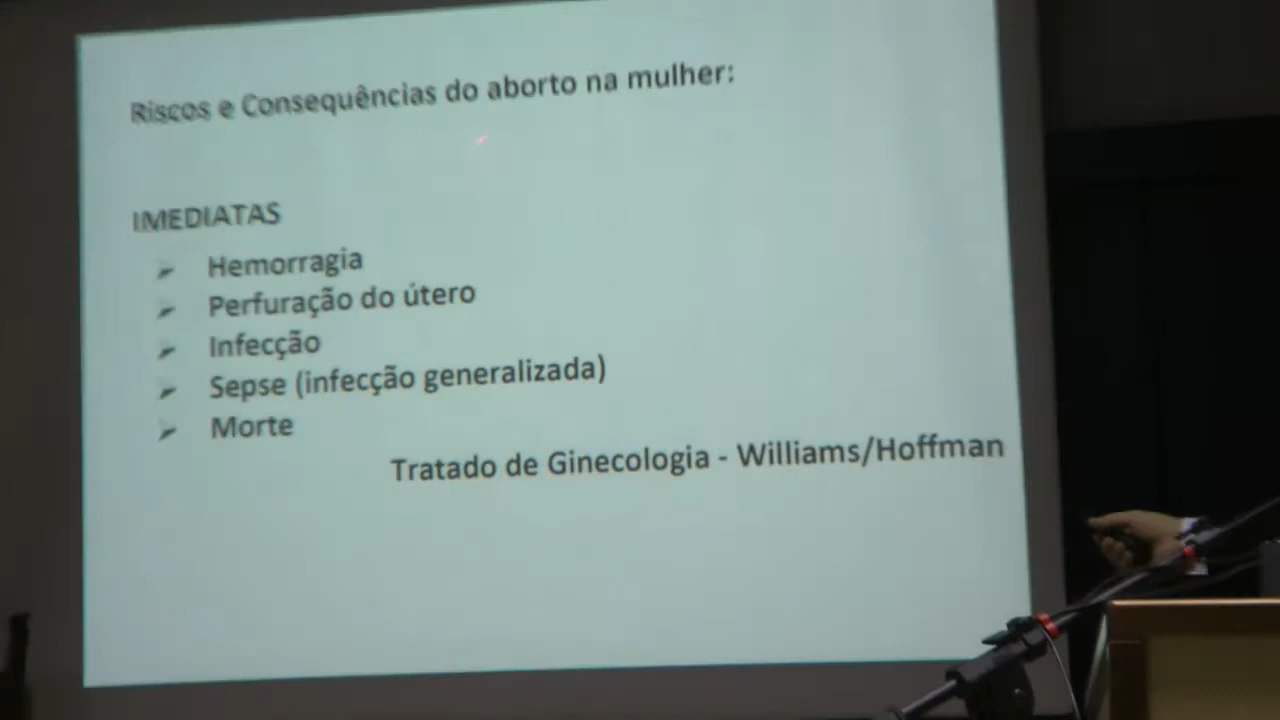 Riscos e Consequências do aborto na mulher:
IMEDIATAS
Hemorragia
Perfuração do útero
Infecção
Sepse (infecção generalizada)
Morte
Tratado de Ginecologia - Williams/Hoffman